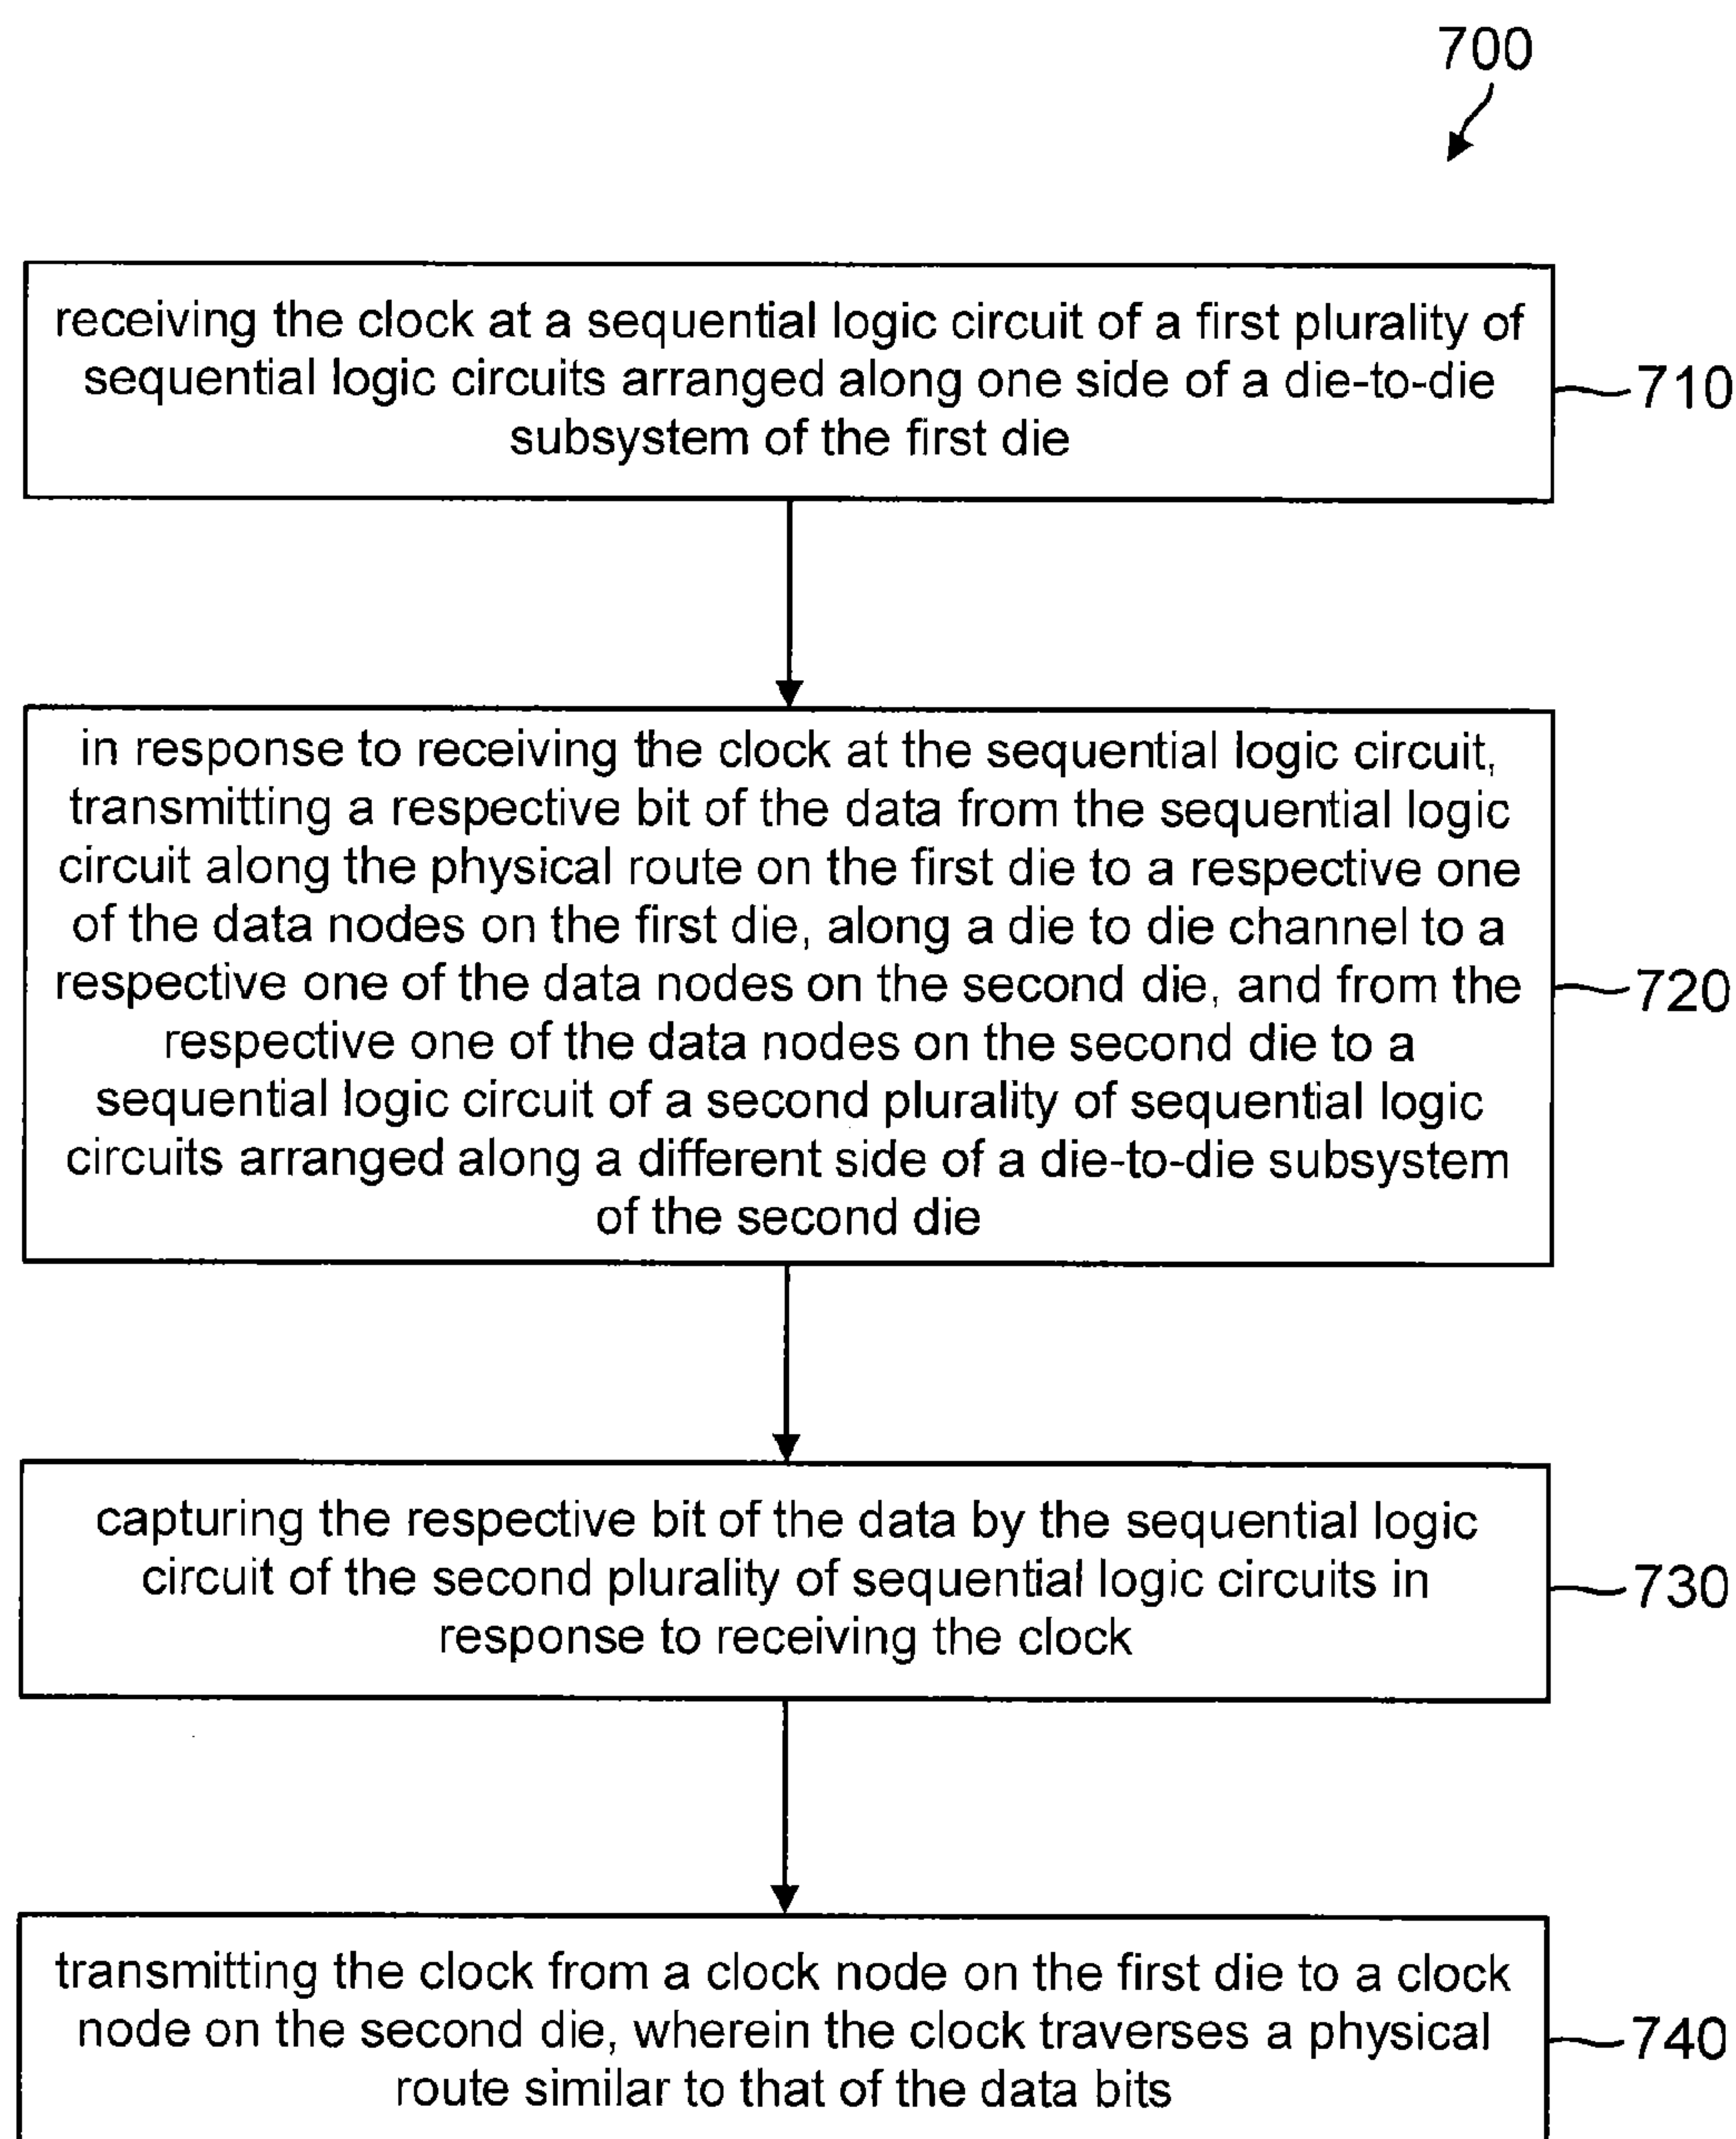 700
receiving the clock at a sequential logic circuit of a first plurality of
sequential logic circuits arranged along one side of a die-to-die
subsystem of the first die
710
in response to receiving the clock at the sequential logic circuit,
transmitting a respective bit of the data from the sequential logic
circuit along the physical route on the first die to a respective one
of the data nodes on the first die, along a die to die channel to a
respective one of the data nodes on the second die, and from the
respective one of the data nodes on the second die to a
sequential logic circuit of a second plurality of sequential logic
circuits arranged along a different side of a die-to-die subsystem
of the second die
720
capturing the respective bit of the data by the sequential logic
circuit of the second plurality of sequential logic circuits in
response to receiving the clock
730
transmitting the clock from a clock node on the first die to a clock
node on the second die, wherein the clock traverses a physical
route similar to that of the data bits
740